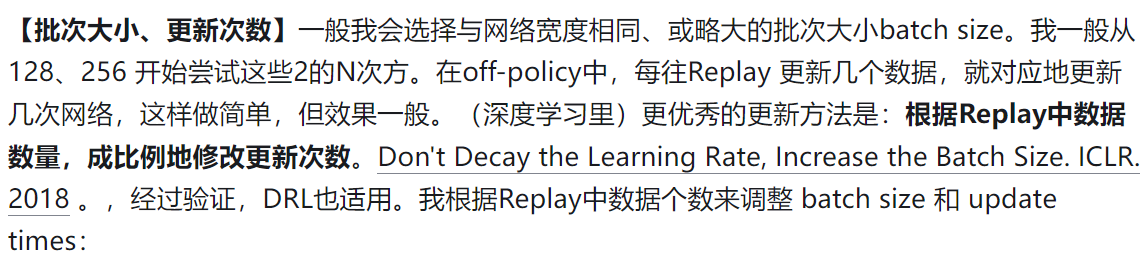 【批次大小、更新次数】一般我会选择与网络宽度相同、或略大的批次大小batch size。我一般从
128、256 开始尝试这些2的N次方。在off-policy中，每往Replay 更新几个数据，就对应地更新
几次网络，这样做简单，但效果一般。（深度学习里）更优秀的更新方法是：根据Replay中数据
数量，成比例地修改更新次数。Don't Decay the Learning Rate, Increase the Batch Size. ICLR.
2018 。，经过验证，DRL也适用。我根据Replay中数据个数来调整 batch size 和 update
times：